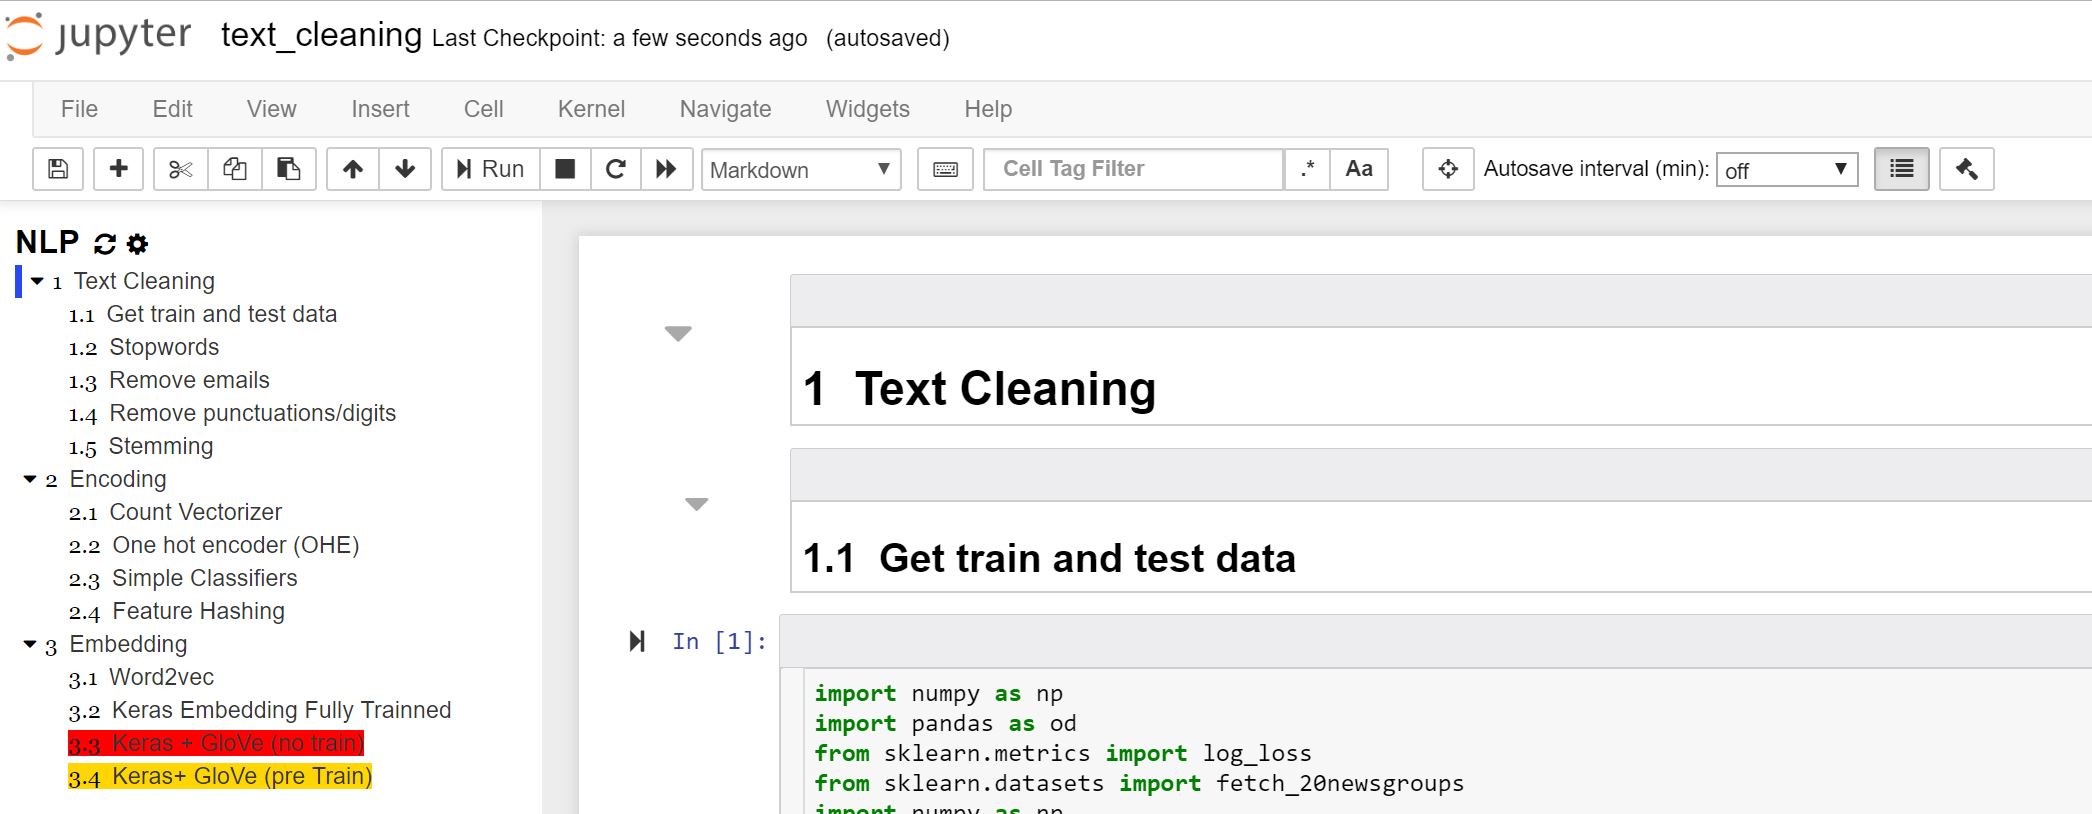 jupyter text_cleaning Last Checkpoint: a few seconds ago (autosaved)
File Edit View Insert Cell Kernel Navigate Widgets Help
Run Markdown Cell Tag Filter .* Aa Autosave interval (min): off
NLP
1 Text Cleaning
1.1 Get train and test data
1.2 Stopwords
1.3 Remove emails
1.4 Remove punctuations/digits
1.5 Stemming
2 Encoding
2.1 Count Vectorizer
2.2 One hot encoder (OHE)
2.3 Simple Classifiers
2.4 Feature Hashing
3 Embedding
3.1 Word2vec
3.2 Keras Embedding Fully Trainned
3.3 Keras + GloVe (no train)
3.4 Keras+ GloVe (pre Train)
1 Text Cleaning
1.1 Get train and test data
In [1]:
import numpy as np
import pandas as od
from sklearn.metrics import log_loss
from sklearn.datasets import fetch_20newsgroups
import numpy as np